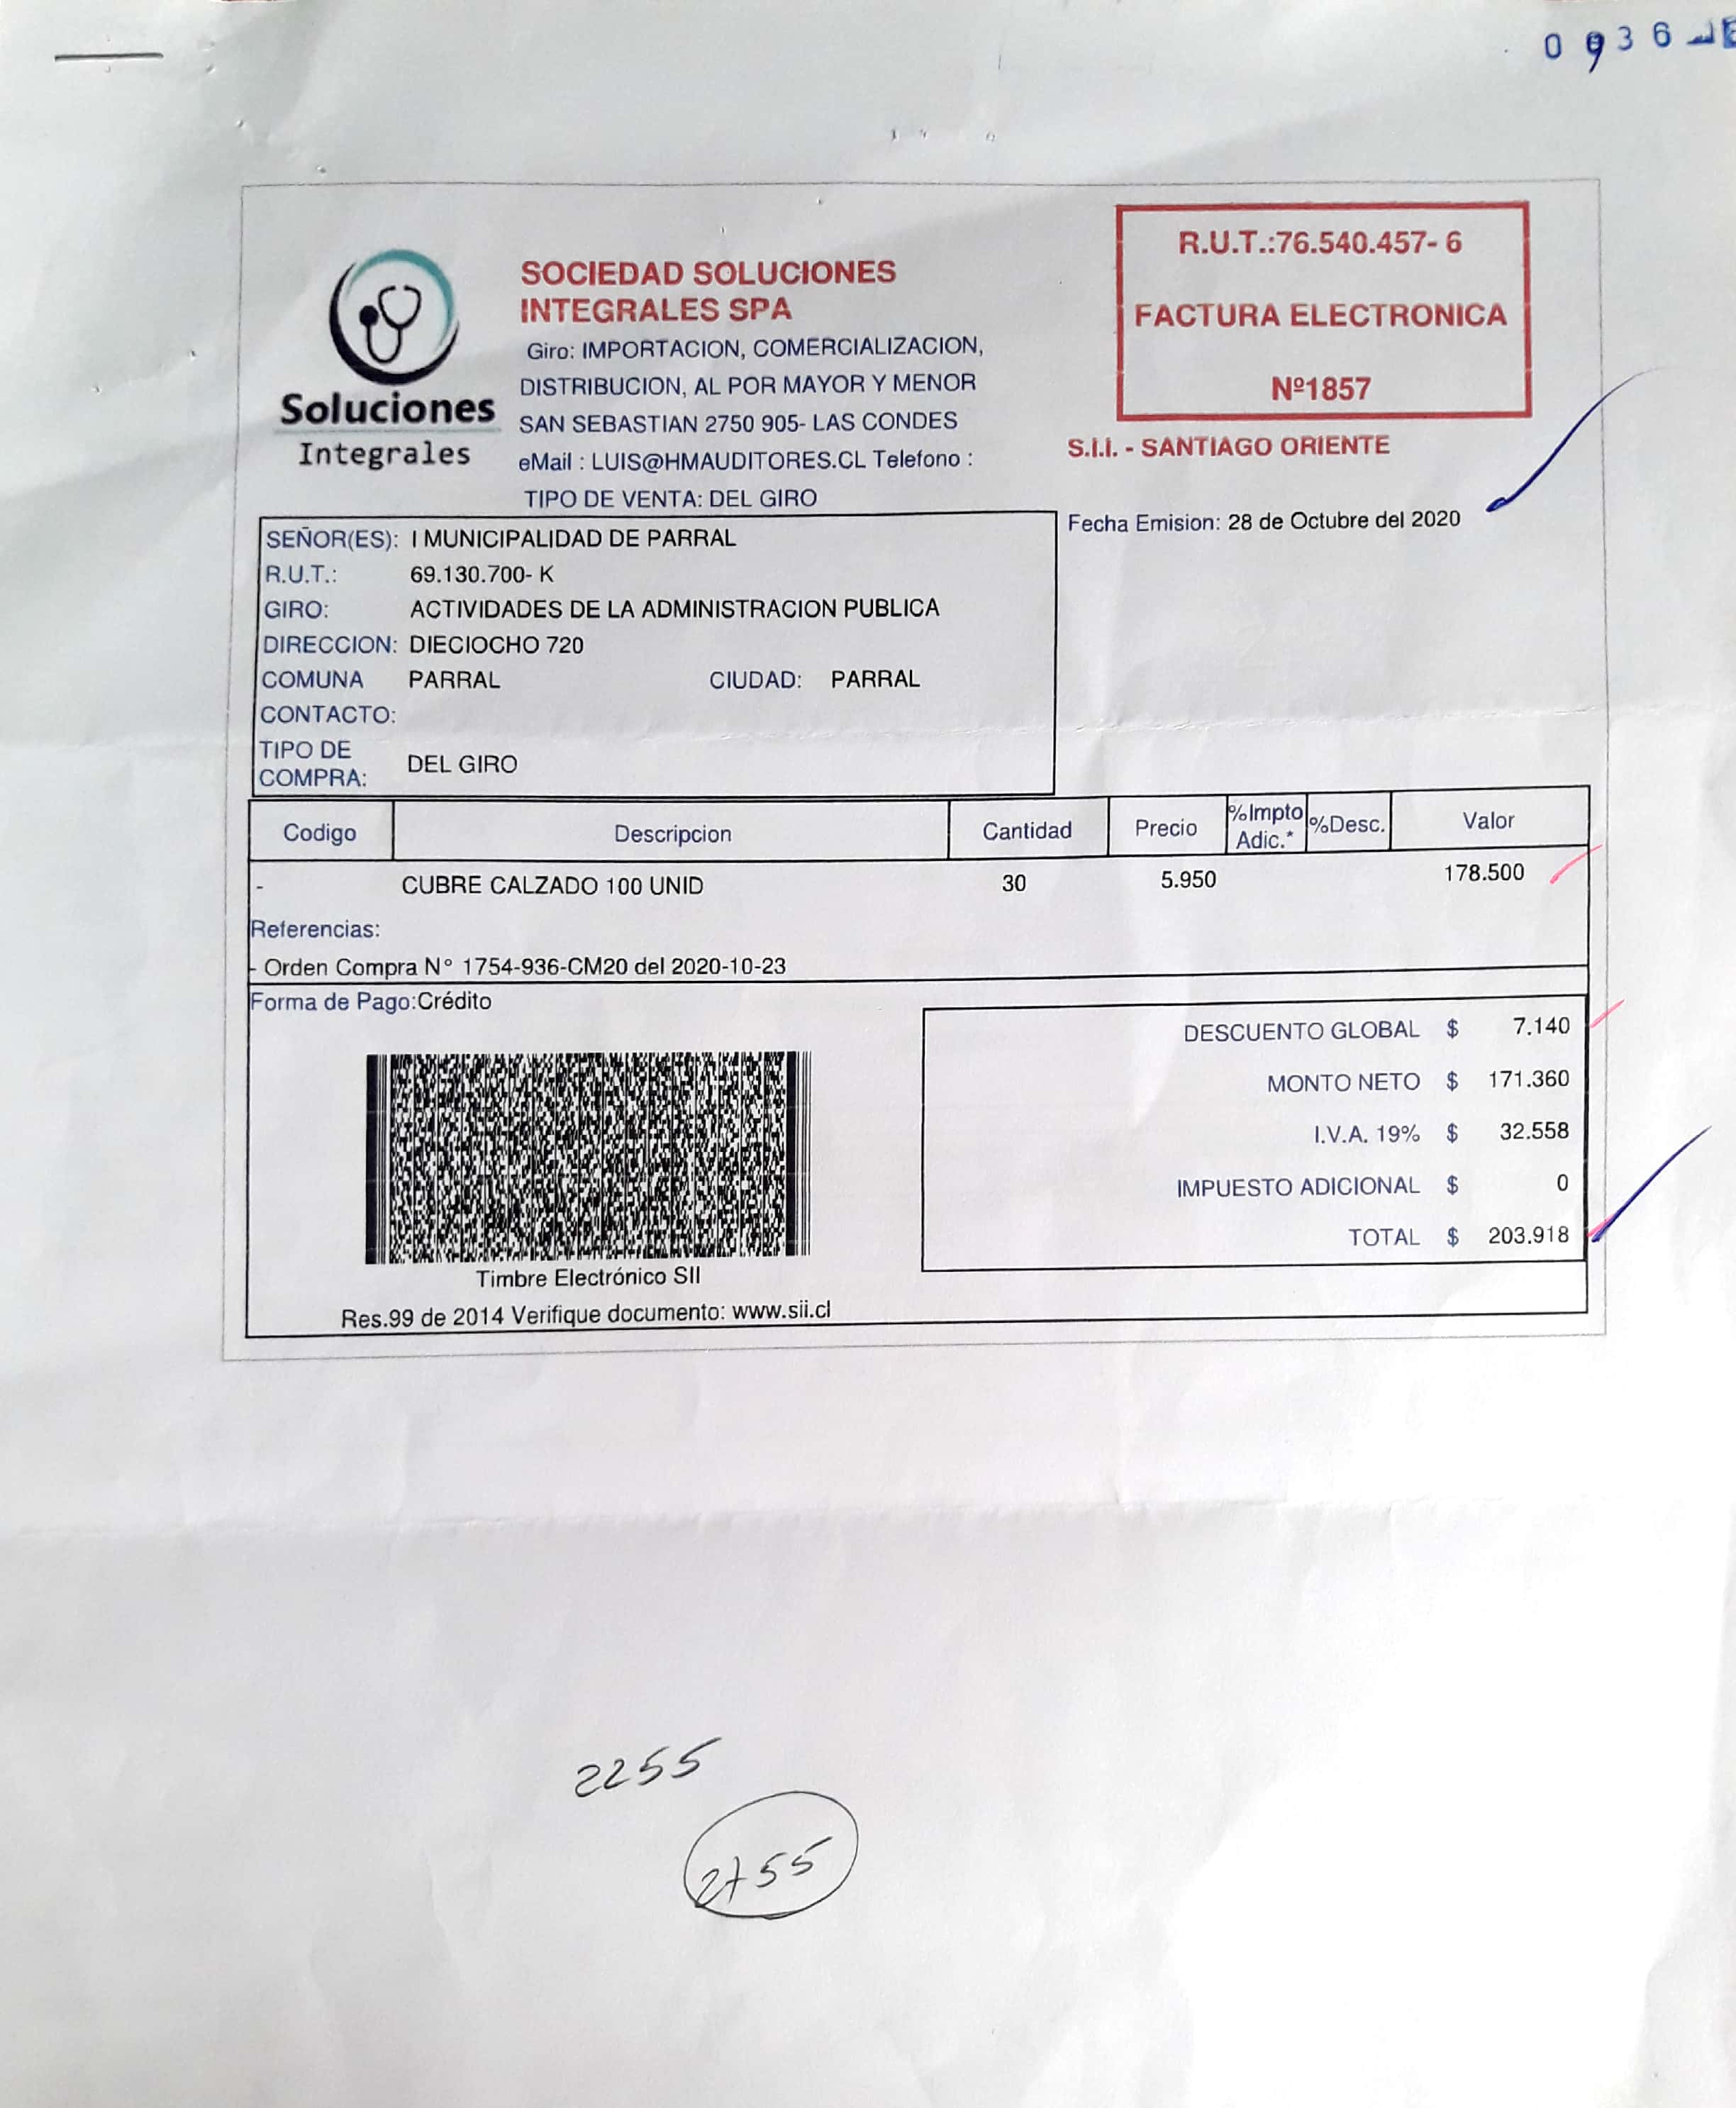 0 9 3 6
Soluciones
Integrales
SOCIEDAD SOLUCIONES
INTEGRALES SPA
Giro: IMPORTACION, COMERCIALIZACION,
DISTRIBUCION, AL POR MAYOR Y MENOR
SAN SEBASTIAN 2750 905- LAS CONDES
eMail : LUIS@HMAUDITORES.CL Telefono :
TIPO DE VENTA: DEL GIRO
R.U.T.:76.540.457- 6
FACTURA ELECTRONICA
Nº1857
S.I.I. - SANTIAGO ORIENTE
Fecha Emision: 28 de Octubre del 2020
SEÑOR(ES): I MUNICIPALIDAD DE PARRAL
R.U.T.: 69.130.700- K
GIRO: ACTIVIDADES DE LA ADMINISTRACION PUBLICA
DIRECCION: DIECIOCHO 720
COMUNA PARRAL CIUDAD: PARRAL
CONTACTO:
TIPO DE COMPRA: DEL GIRO
Codigo Descripcion Cantidad Precio %Impto Adic.* %Desc. Valor
- CUBRE CALZADO 100 UNID 30 5.950 178.500
Referencias:
- Orden Compra N° 1754-936-CM20 del 2020-10-23
Forma de Pago:Crédito
DESCUENTO GLOBAL $ 7.140
MONTO NETO $ 171.360
I.V.A. 19% $ 32.558
IMPUESTO ADICIONAL $ 0
TOTAL $ 203.918
Timbre Electrónico SII
Res.99 de 2014 Verifique documento: www.sii.cl
2255
2755